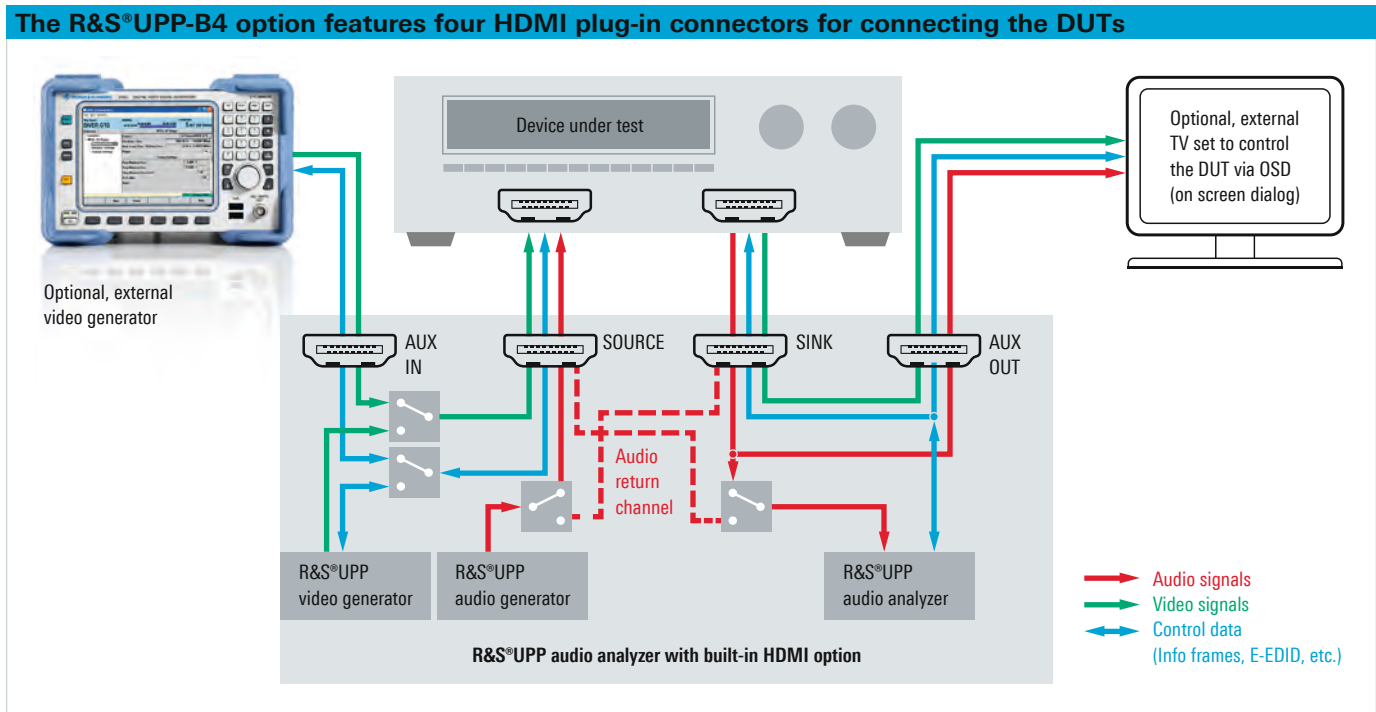 The R&S®UPP-B4 option features four HDMI plug-in connectors for connecting the DUTs
Device under test
Optional, external
TV set to control
the DUT via OSD
(on screen dialog)
Optional, external
video generator
AUX
IN
SOURCE
SINK
AUX
OUT
Audio
return
channel
R&S®UPP
video generator
R&S®UPP
audio generator
R&S®UPP
audio analyzer
R&S®UPP audio analyzer with built-in HDMI option
Audio signals
Video signals
Control data
(Info frames, E-EDID, etc.)